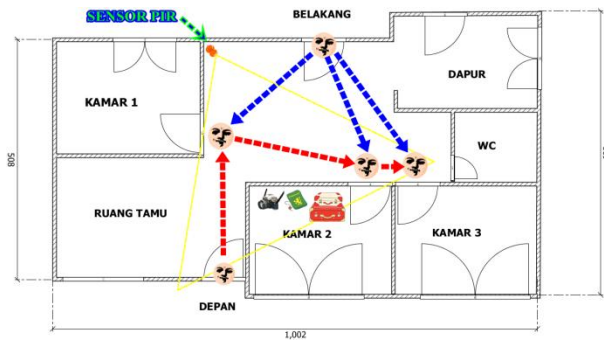 SENSOR PIR
BELAKANG
DAPUR
KAMAR 1
WC
508
RUANG TAMU
KAMAR 2
KAMAR 3
DEPAN
1,002